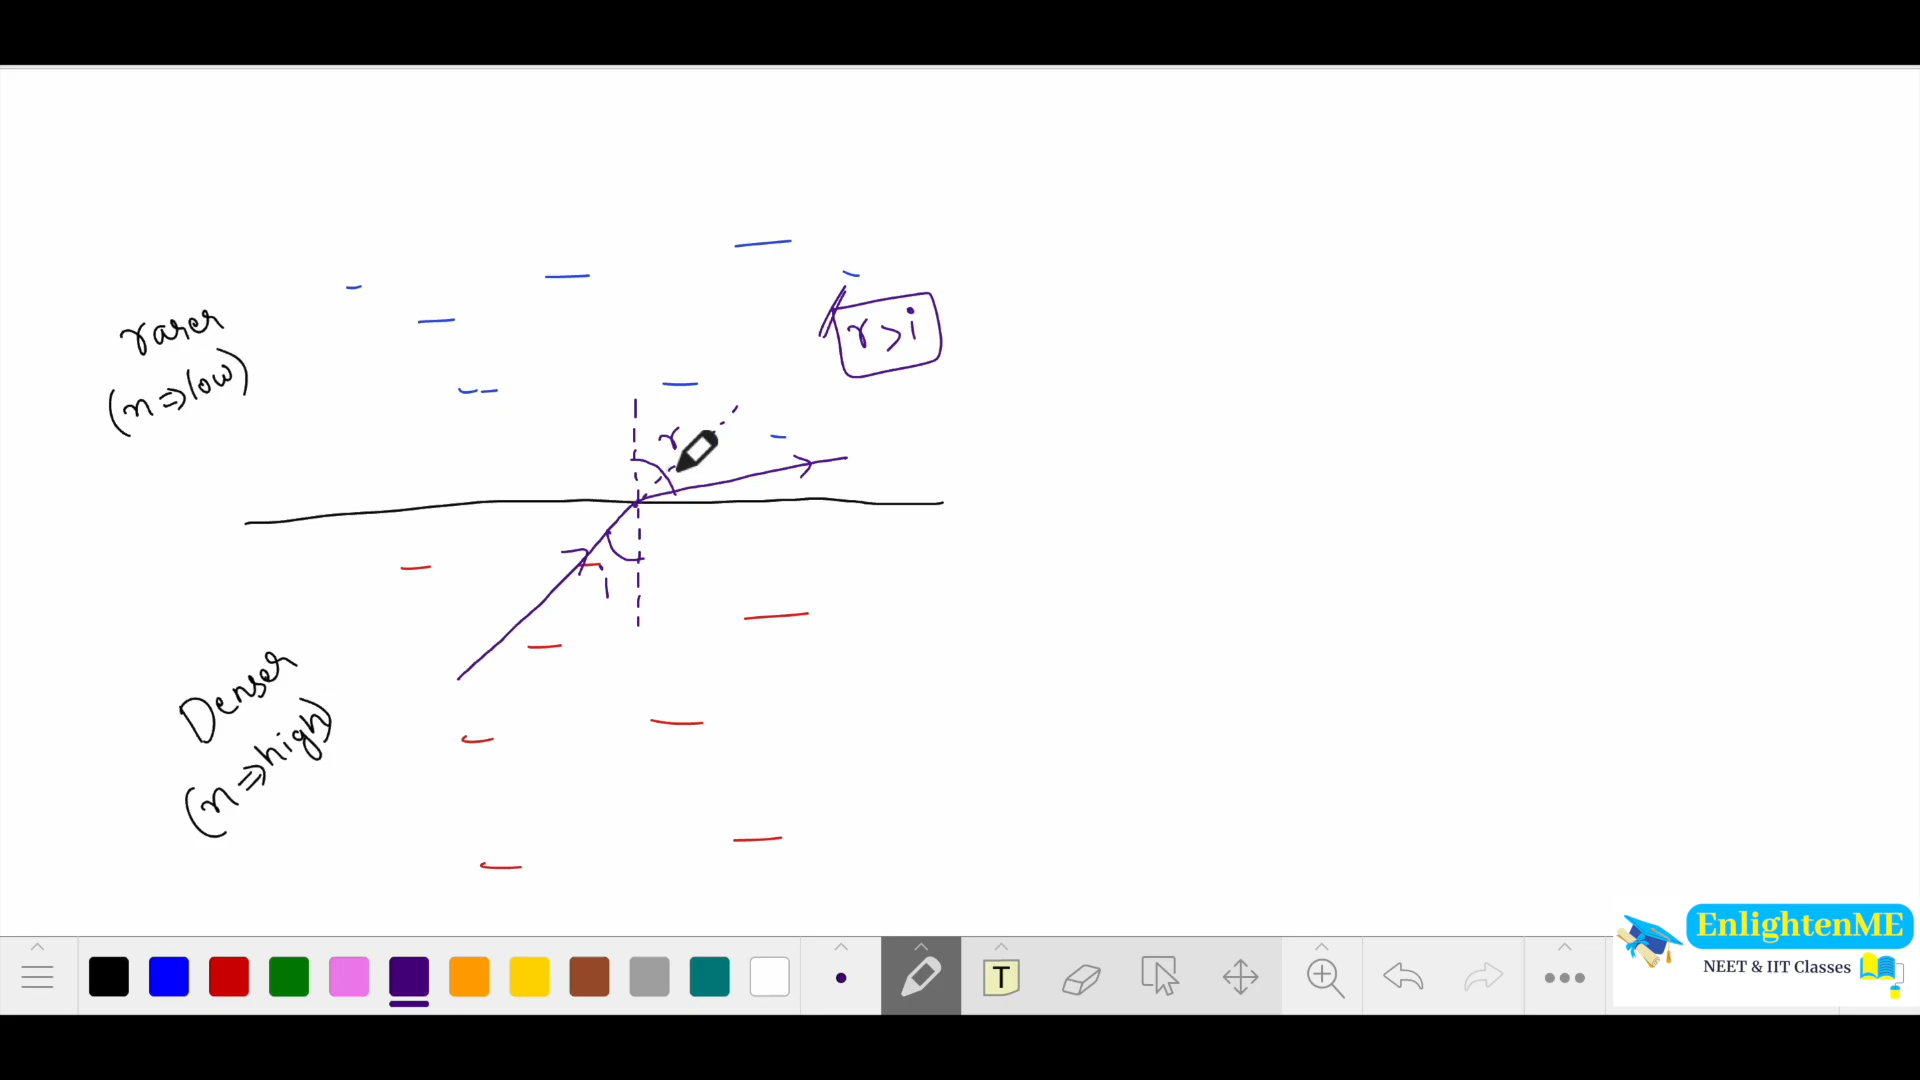 rarer
(n⇒low)
r>i
r
i
Denser
(n⇒high)
T
EnlightenME
NEET & IIT Classes